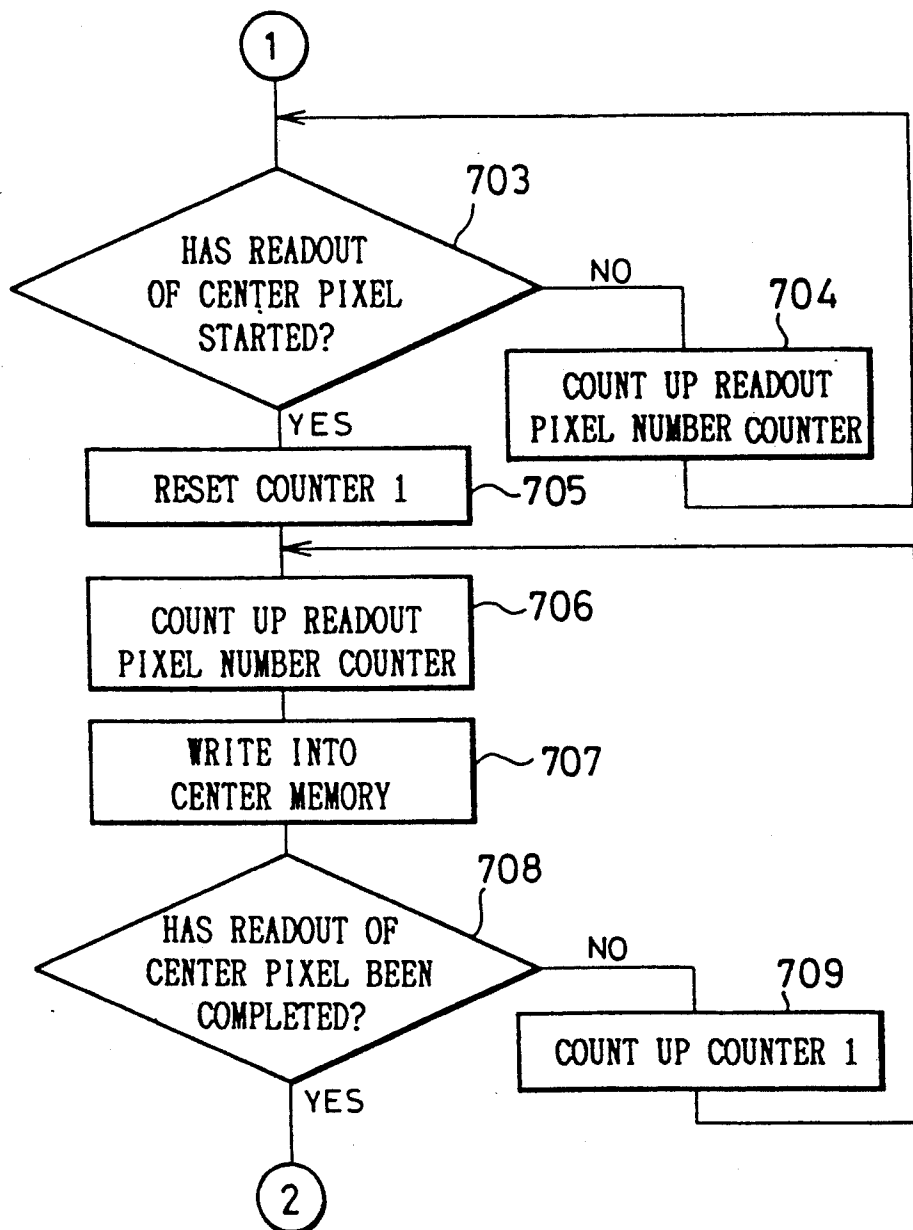 1
703
HAS READOUT
OF CENTER PIXEL
STARTED?
NO
704
COUNT UP READOUT
PIXEL NUMBER COUNTER
YES
RESET COUNTER 1
705
COUNT UP READOUT
PIXEL NUMBER COUNTER
706
WRITE INTO
CENTER MEMORY
707
708
HAS READOUT OF
CENTER PIXEL BEEN
COMPLETED?
NO
709
COUNT UP COUNTER 1
YES
2